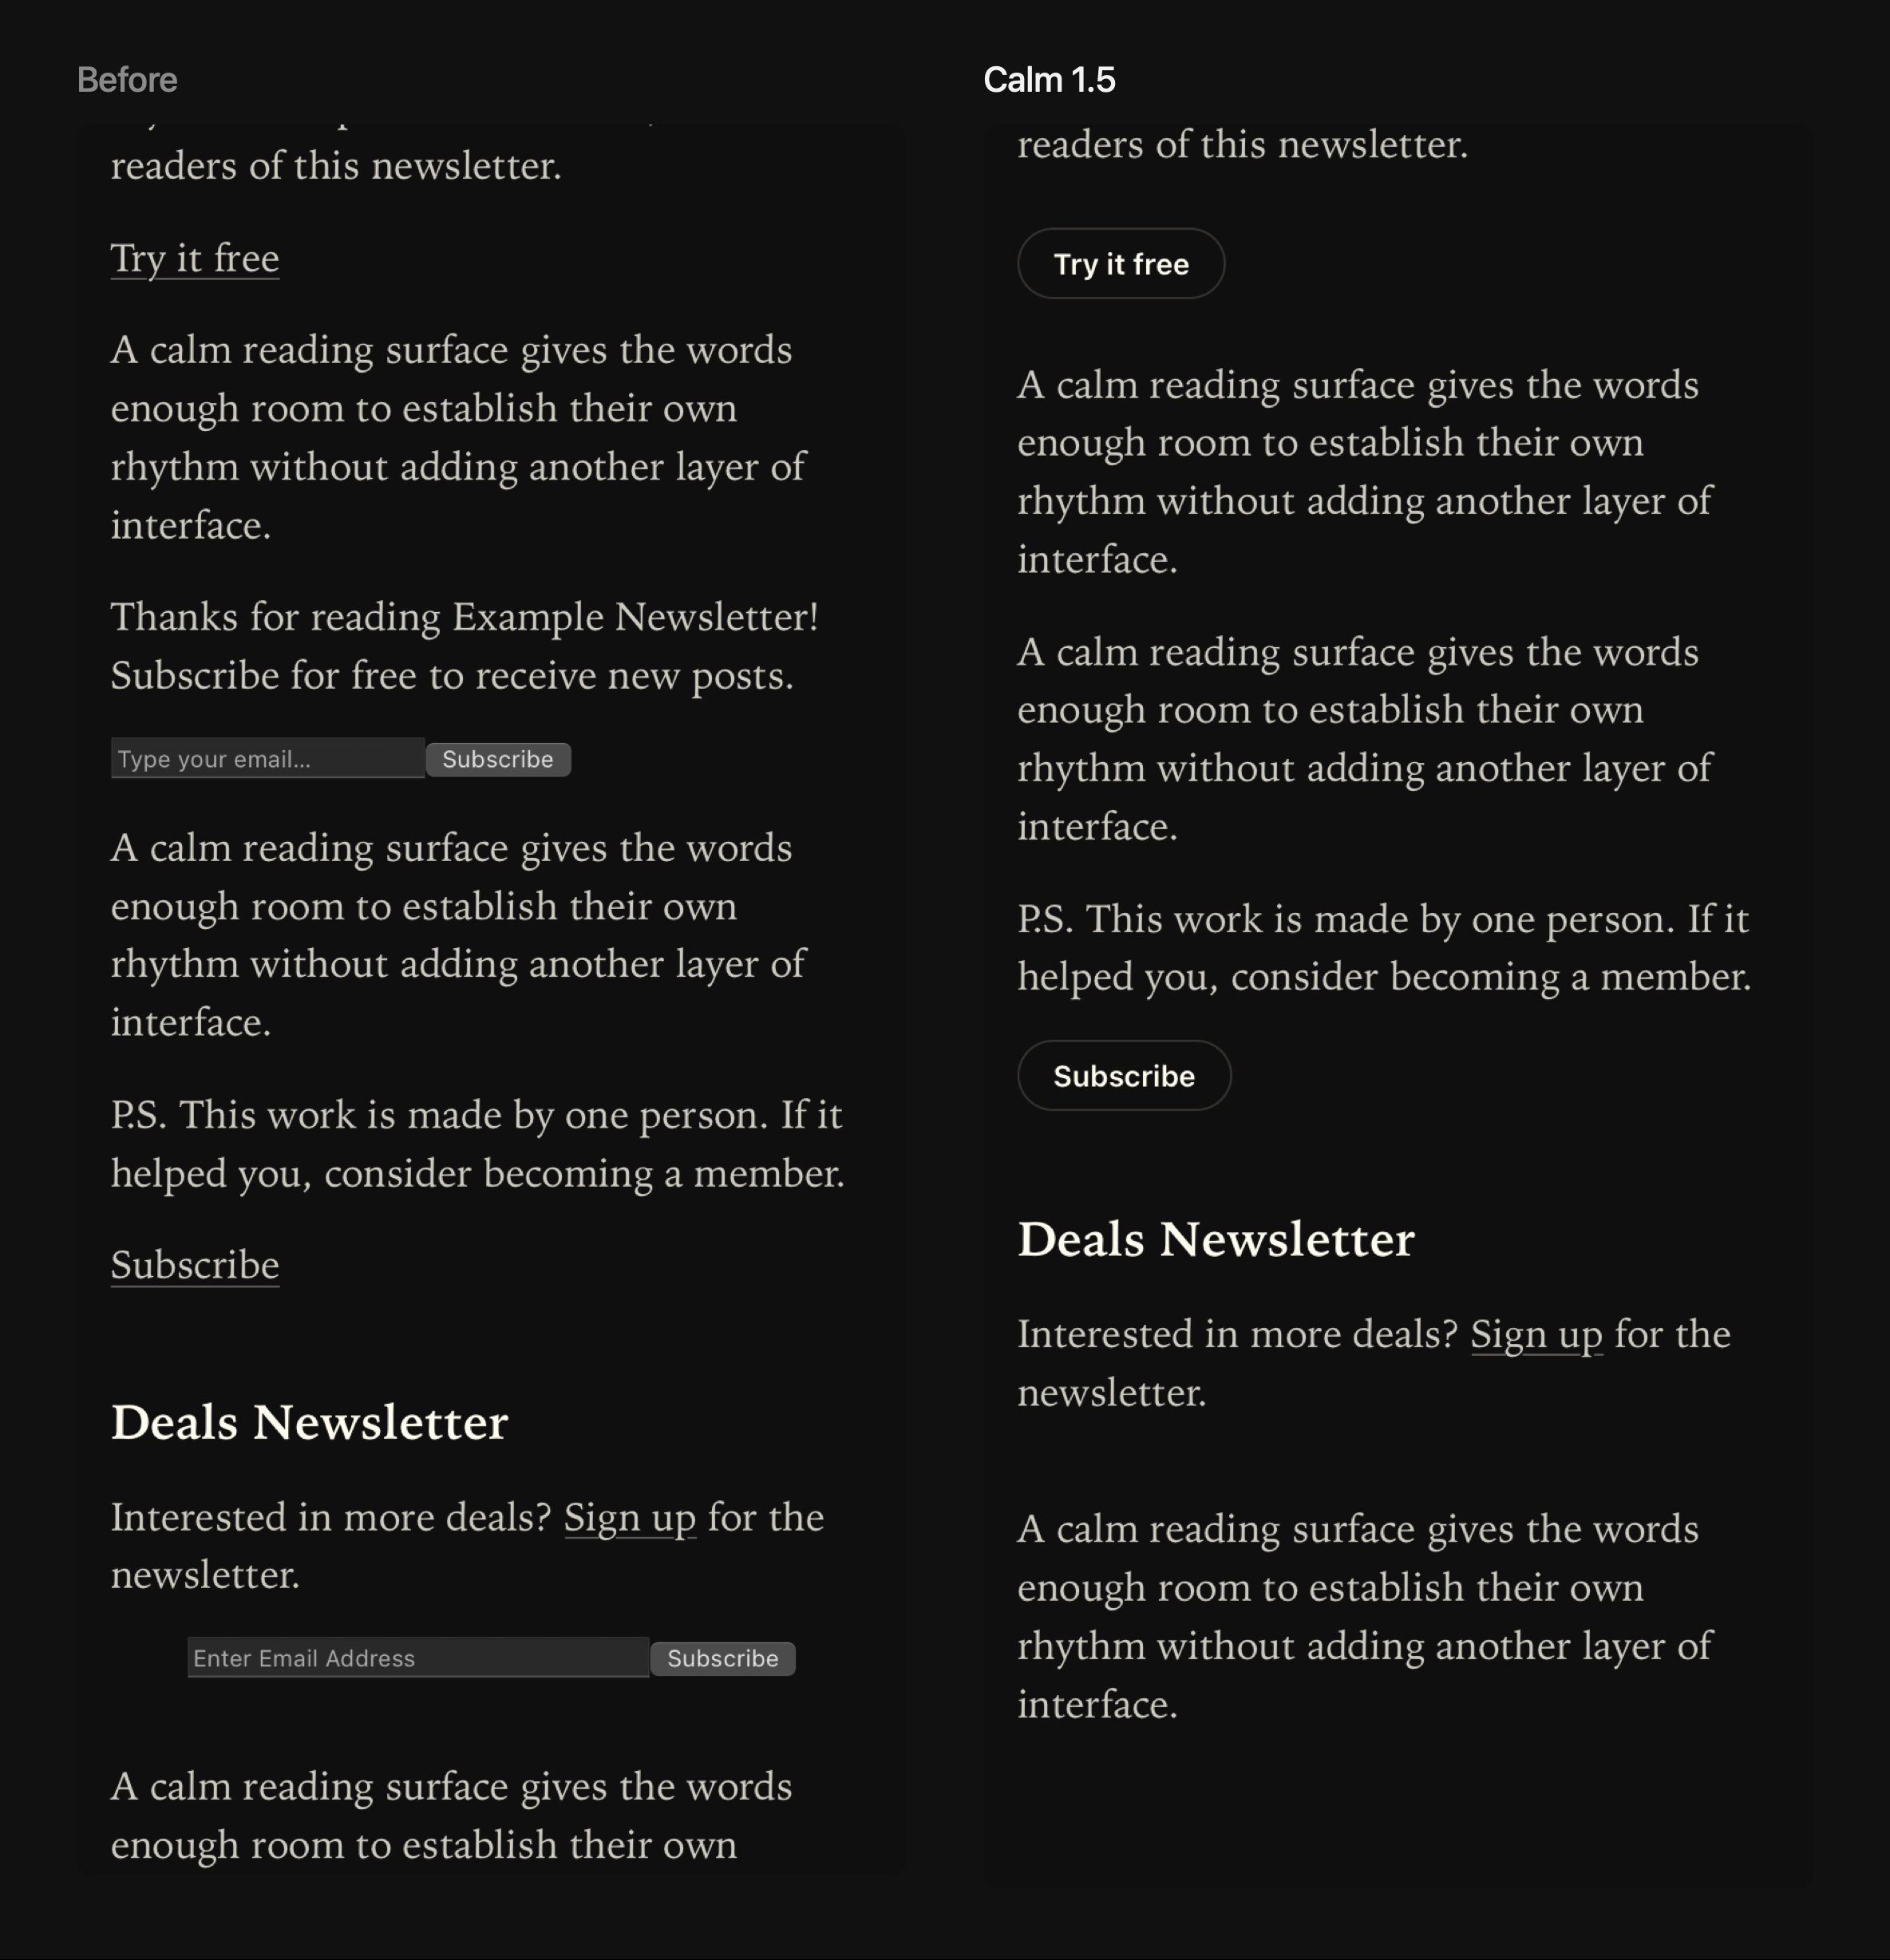 Before
readers of this newsletter.
Try it free
A calm reading surface gives the words
enough room to establish their own
rhythm without adding another layer of
interface.
Thanks for reading Example Newsletter!
Subscribe for free to receive new posts.
Type your email...
Subscribe
A calm reading surface gives the words
enough room to establish their own
rhythm without adding another layer of
interface.
P.S. This work is made by one person. If it
helped you, consider becoming a member.
Subscribe
Deals Newsletter
Interested in more deals? Sign up for the
newsletter.
Enter Email Address
Subscribe
A calm reading surface gives the words
enough room to establish their own
Calm 1.5
readers of this newsletter.
Try it free
A calm reading surface gives the words
enough room to establish their own
rhythm without adding another layer of
interface.
A calm reading surface gives the words
enough room to establish their own
rhythm without adding another layer of
interface.
P.S. This work is made by one person. If it
helped you, consider becoming a member.
Subscribe
Deals Newsletter
Interested in more deals? Sign up for the
newsletter.
A calm reading surface gives the words
enough room to establish their own
rhythm without adding another layer of
interface.